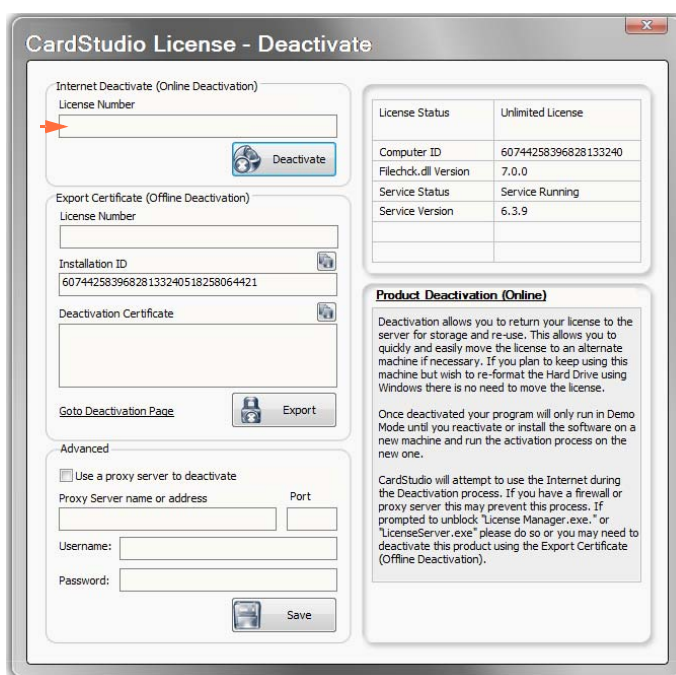 CardStudio License - Deactivate
Internet Deactivate (Online Deactivation)
License Number
Deactivate
Export Certificate (Offline Deactivation)
License Number
Installation ID
607442583968281332405182580644​21
Deactivation Certificate
Goto Deactivation Page
Export
Advanced
Use a proxy server to deactivate
Proxy Server name or address
Port
Username:
Password:
Save
License Status Unlimited License
Computer ID 60744258396828133240
Filechck.dll Version 7.0.0
Service Status Service Running
Service Version 6.3.9
Product Deactivation (Online)
Deactivation allows you to return your license to the
server for storage and re-use. This allows you to
quickly and easily move the license to an alternate
machine if necessary. If you plan to keep using this
machine but wish to re-format the Hard Drive using
Windows there is no need to move the license.
Once deactivated your program will only run in Demo
Mode until you reactivate or install the software on a
new machine and run the activation process on the
new one.
CardStudio will attempt to use the Internet during
the Deactivation process. If you have a firewall or
proxy server this may prevent this process. If
prompted to unblock "License Manager.exe." or
"LicenseServer.exe" please do so or you may need to
deactivate this product using the Export Certificate
(Offline Deactivation).